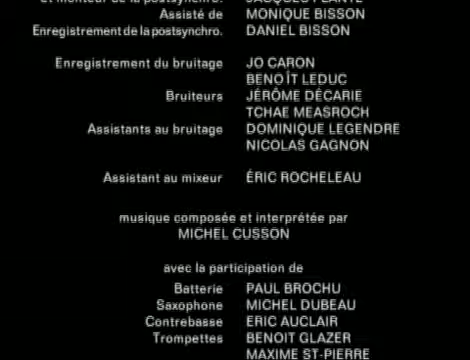 et monteur de la postsynchro. JACQUES PLANTE
Assisté de MONIQUE BISSON
Enregistrement de la postsynchro. DANIEL BISSON
Enregistrement du bruitage JO CARON
BENOÎT LEDUC
Bruiteurs JÉRÔME DÉCARIE
TCHAE MEASROCH
Assistants au bruitage DOMINIQUE LEGENDRE
NICOLAS GAGNON
Assistant au mixeur ÉRIC ROCHELEAU
musique composée et interprétée par
MICHEL CUSSON
avec la participation de
Batterie PAUL BROCHU
Saxophone MICHEL DUBEAU
Contrebasse ERIC AUCLAIR
Trompettes BENOIT GLAZER
MAXIME ST-PIERRE